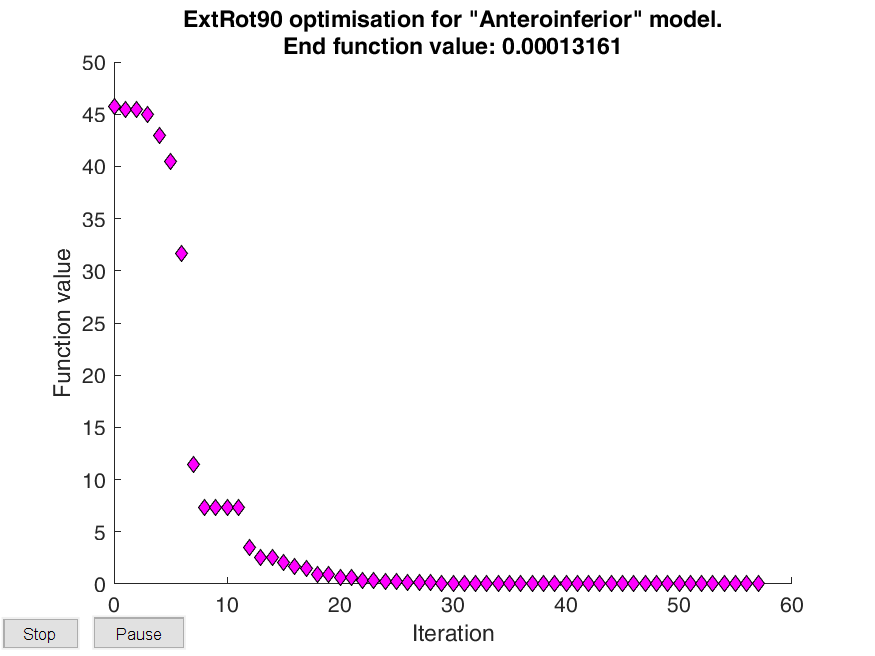 ExtRot90 optimisation for "Anteroinferior" model.
End function value: 0.00013161
50
45
40
35
30
25
20
15
10
5
0
Function value
0 10 20 30 40 50 60
Iteration
Stop Pause